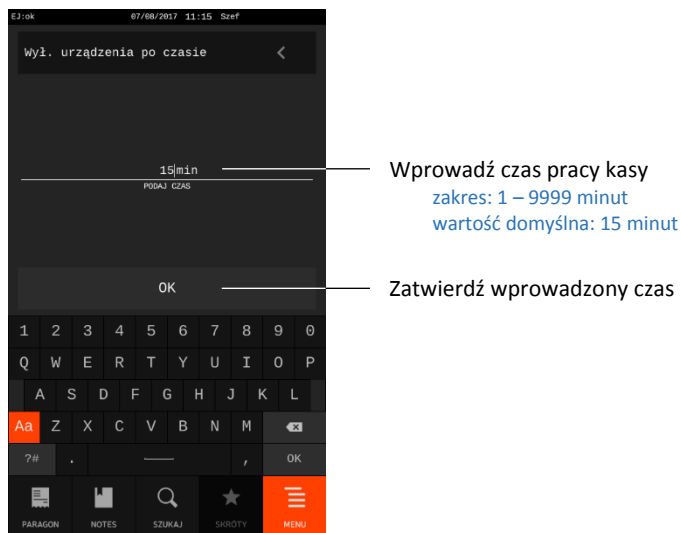 EJ:ok 07/08/2017 11:15 Szef
Wył. urządzenia po czasie
15min
PODAJ CZAS
Wprowadź czas pracy kasy
zakres: 1 – 9999 minut
wartość domyślna: 15 minut
OK
Zatwierdź wprowadzony czas
1 2 3 4 5 6 7 8 9 0
Q W E R T Y U I O P
A S D F G H J K L
Aa Z X C V B N M
?# . , OK
PARAGON NOTES SZUKAJ SKRÓTY MENU